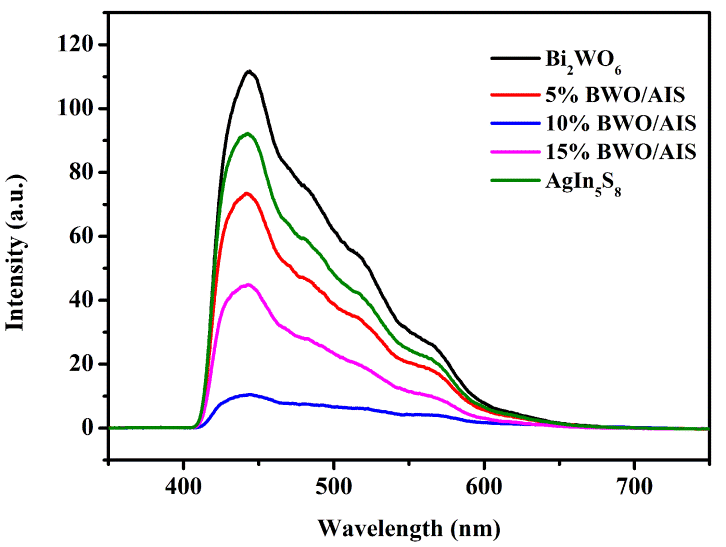 120
100
80
60
40
20
0
Intensity (a.u.)
Bi₂WO₆
5% BWO/AIS
10% BWO/AIS
15% BWO/AIS
AgIn₅S₈
400 500 600 700
Wavelength (nm)